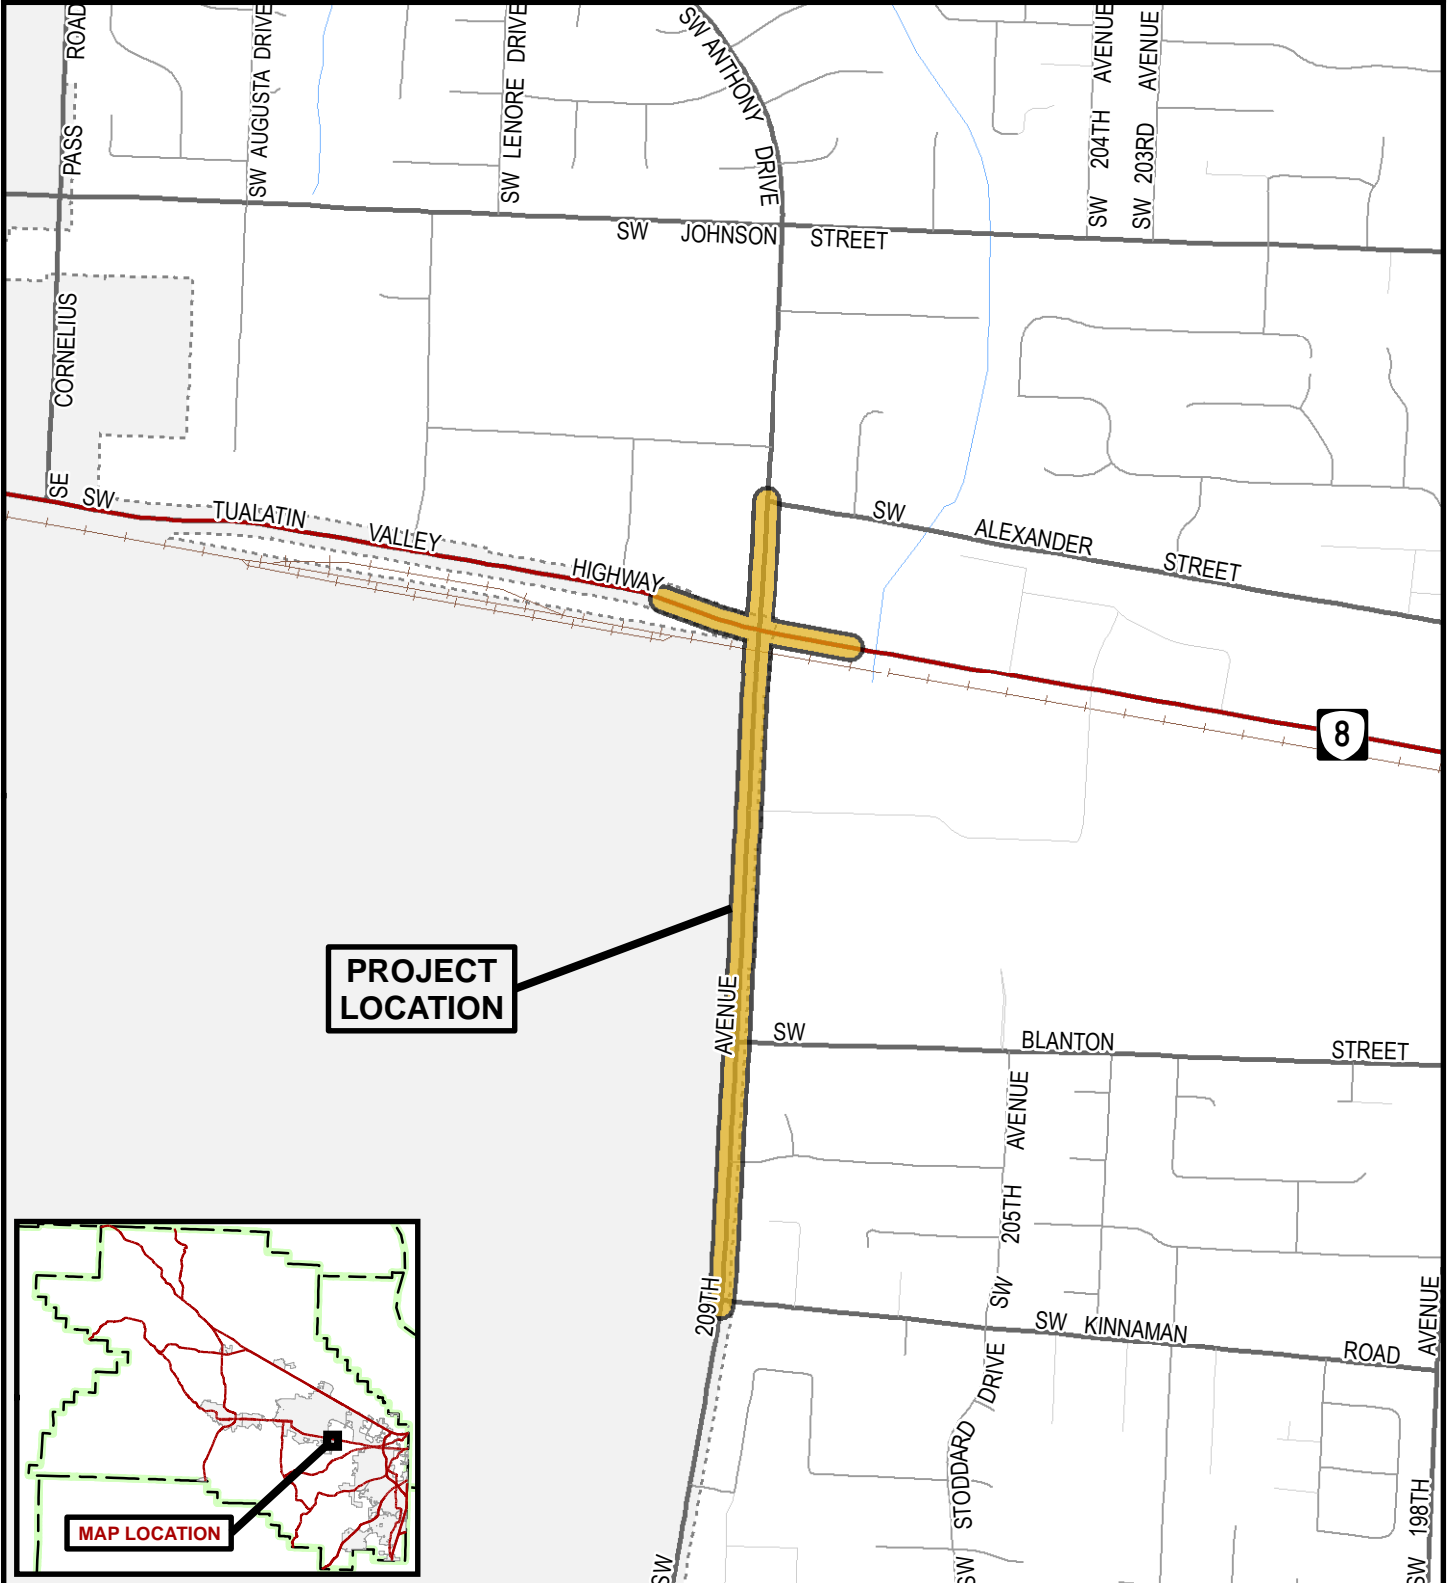 SE CORNELIUS PASS ROAD
SW AUGUSTA DRIVE
SW LENORE DRIVE
SW ANTHONY DRIVE
SW 204TH AVENUE
SW 203RD AVENUE
SW JOHNSON STREET
SW TUALATIN VALLEY HIGHWAY
SW ALEXANDER STREET
8
PROJECT
LOCATION
SW 209TH AVENUE
SW BLANTON STREET
SW 205TH AVENUE
SW KINNAMAN ROAD
SW STODDARD DRIVE
SW 198TH AVENUE
MAP LOCATION